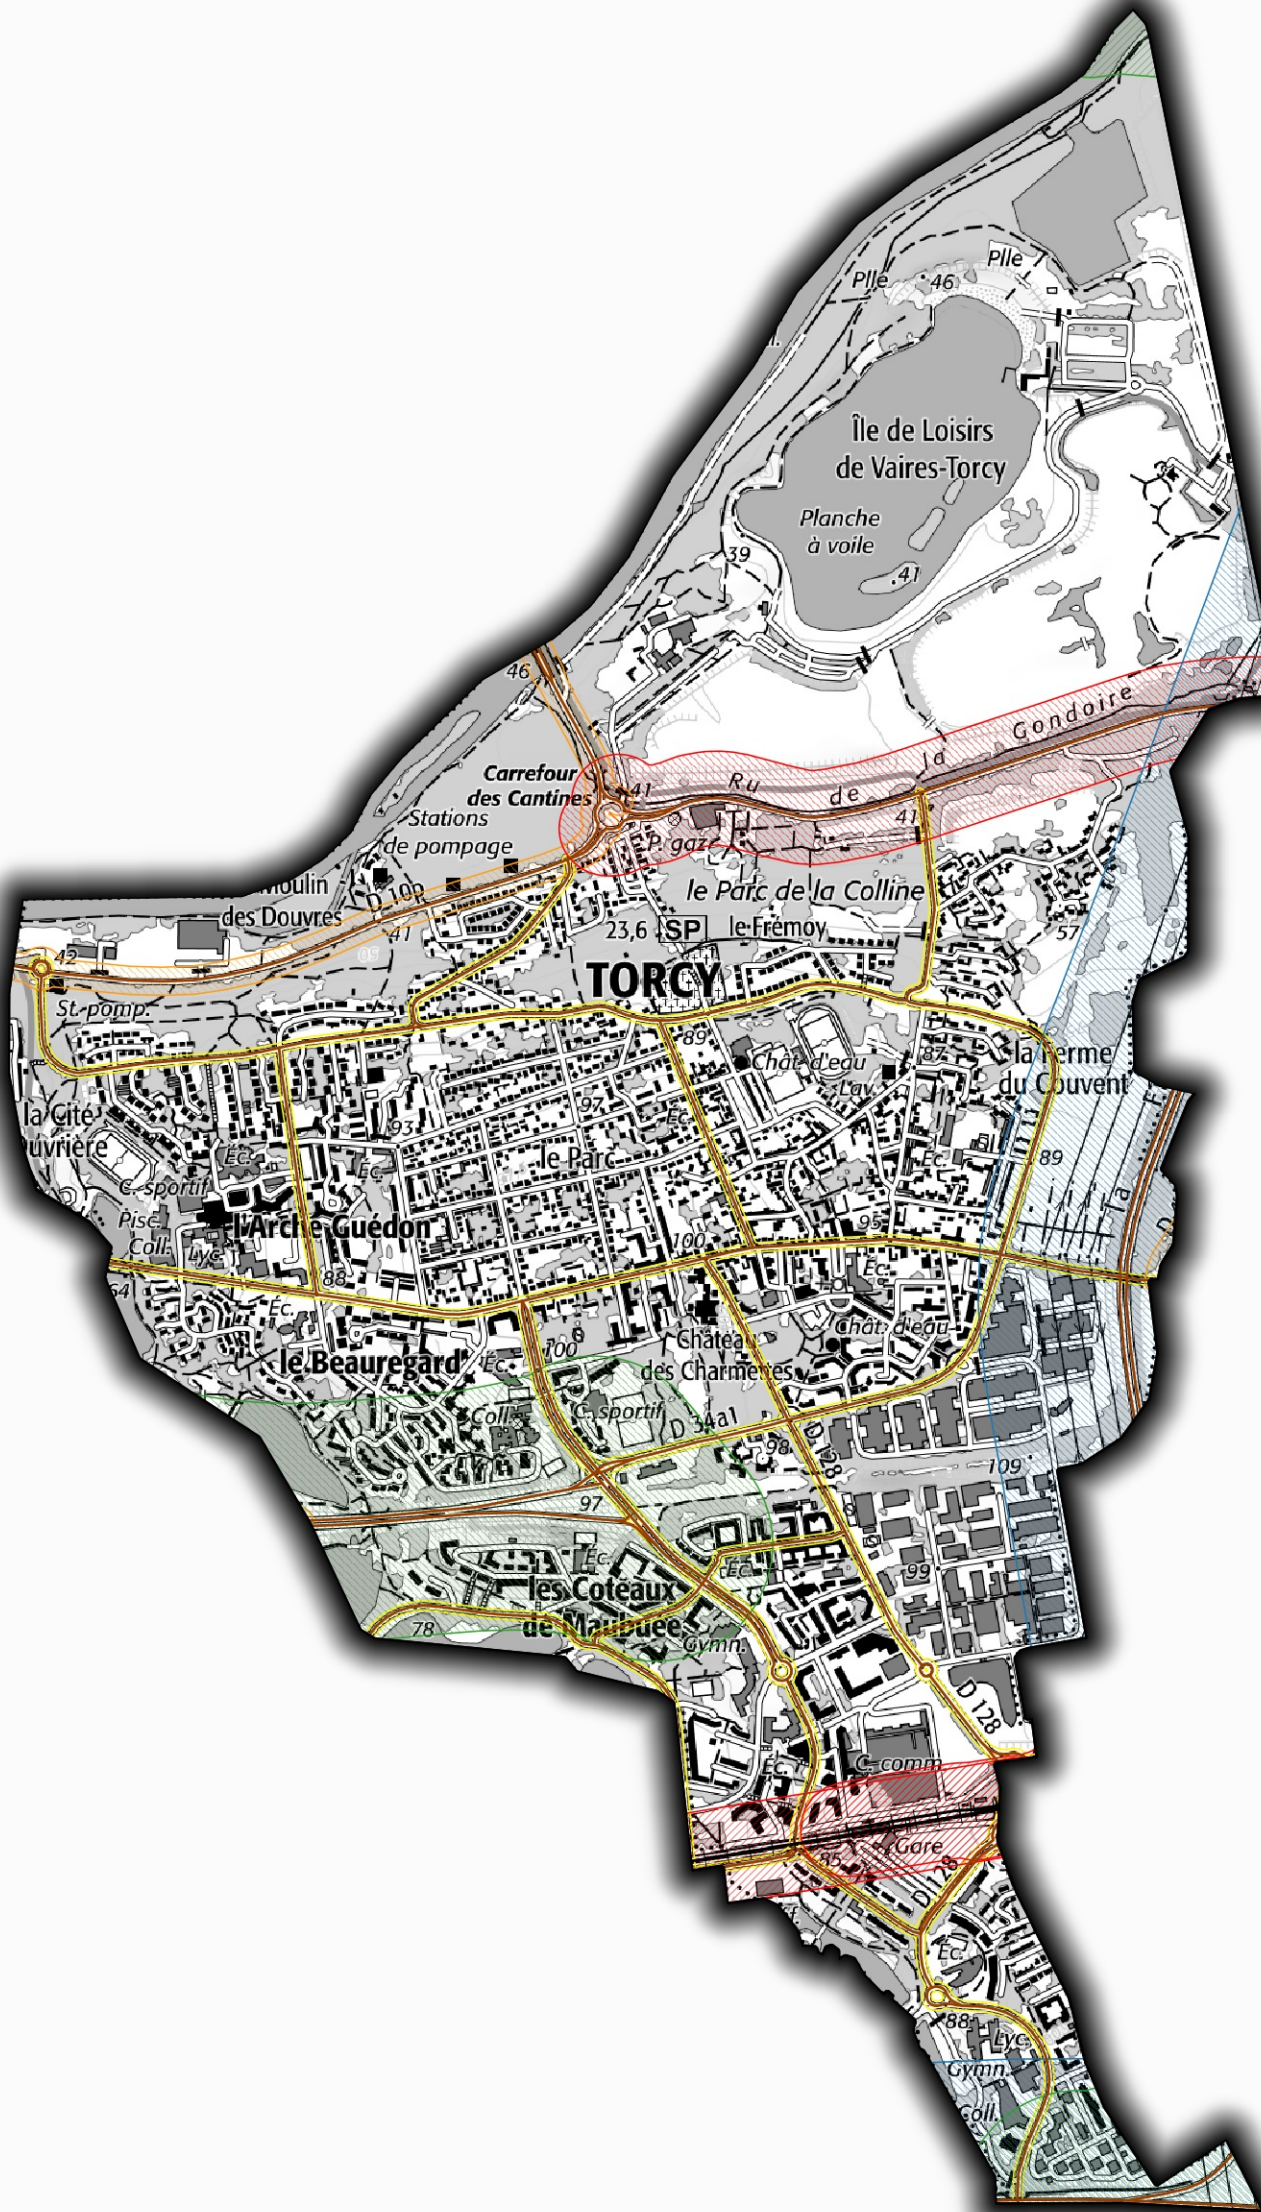 Plle
Plle
46
Île de Loisirs
de Vaires-Torcy
Planche
à voile
39
.41
46
Ru de la Gondoire
Carrefour
des Cantines
41
Stations
de pompage
P. gaz
41
Moulin
des Douvres
le Parc de la Colline
23,6 SP le Frémoy
57
41
42
TORCY
St. pomp.
89
Chât. d'eau
Lav.
87
la Ferme
du Couvent
la Cité
97
93
Éc.
le Parc
Éc.
Éc.
Éc.
89
C. sportif
Pisc.
Coll.
Lyc.
l'Arche Guédon
95
100
Éc.
88
Éc.
64
100
Château
des Charmettes
Chât. d'eau
le Beauregard
Éc.
Coll.
C. sportif
D 34a1
98
D 128
109
97
Éc.
Éc.
99
les Coteaux
de Maubuée
78
Gymn.
D 128
Éc.
C. comm.
Gare
85
Éc.
88
Lyc.
Gymn.
Coll.